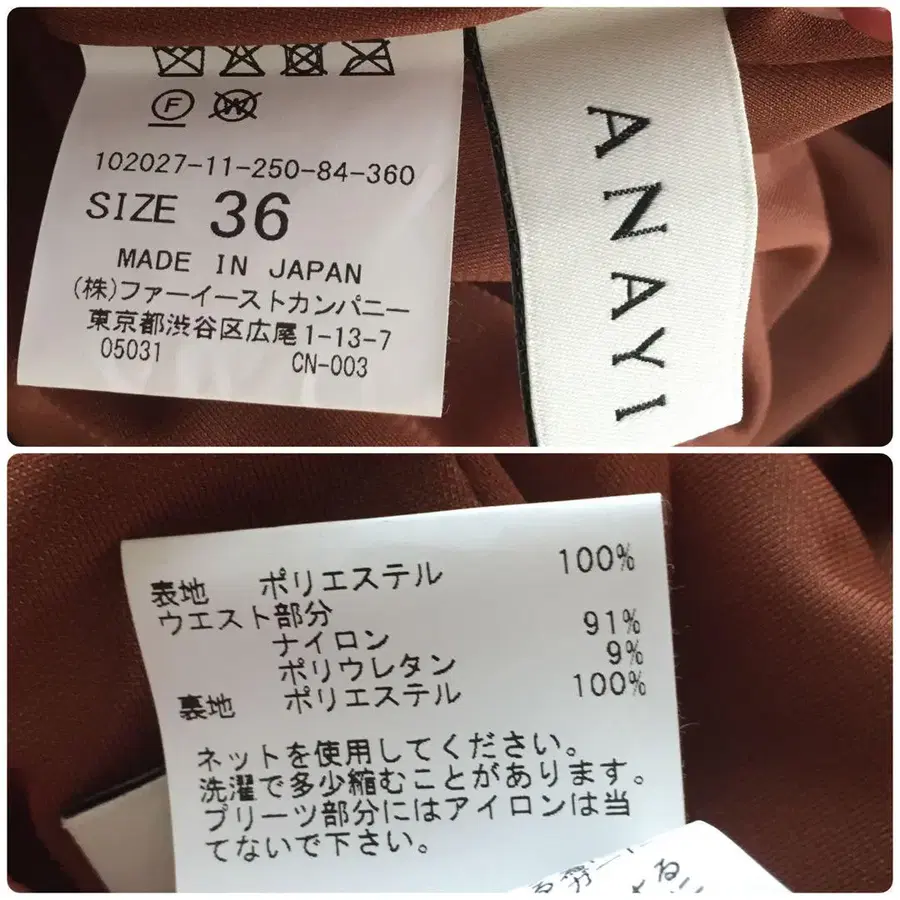 F
W
102027-11-250-84-360
SIZE 36
MADE IN JAPAN
(株)ファーイーストカンパニー
東京都渋谷区広尾1-13-7
05031 CN-003
ANAYI
表地 ポリエステル 100%
ウエスト部分
ナイロン 91%
ポリウレタン 9%
裏地 ポリエステル 100%
ネットを使用してください。
洗濯で多少縮むことがあります。
プリーツ部分にはアイロンは当
てないで下さい。